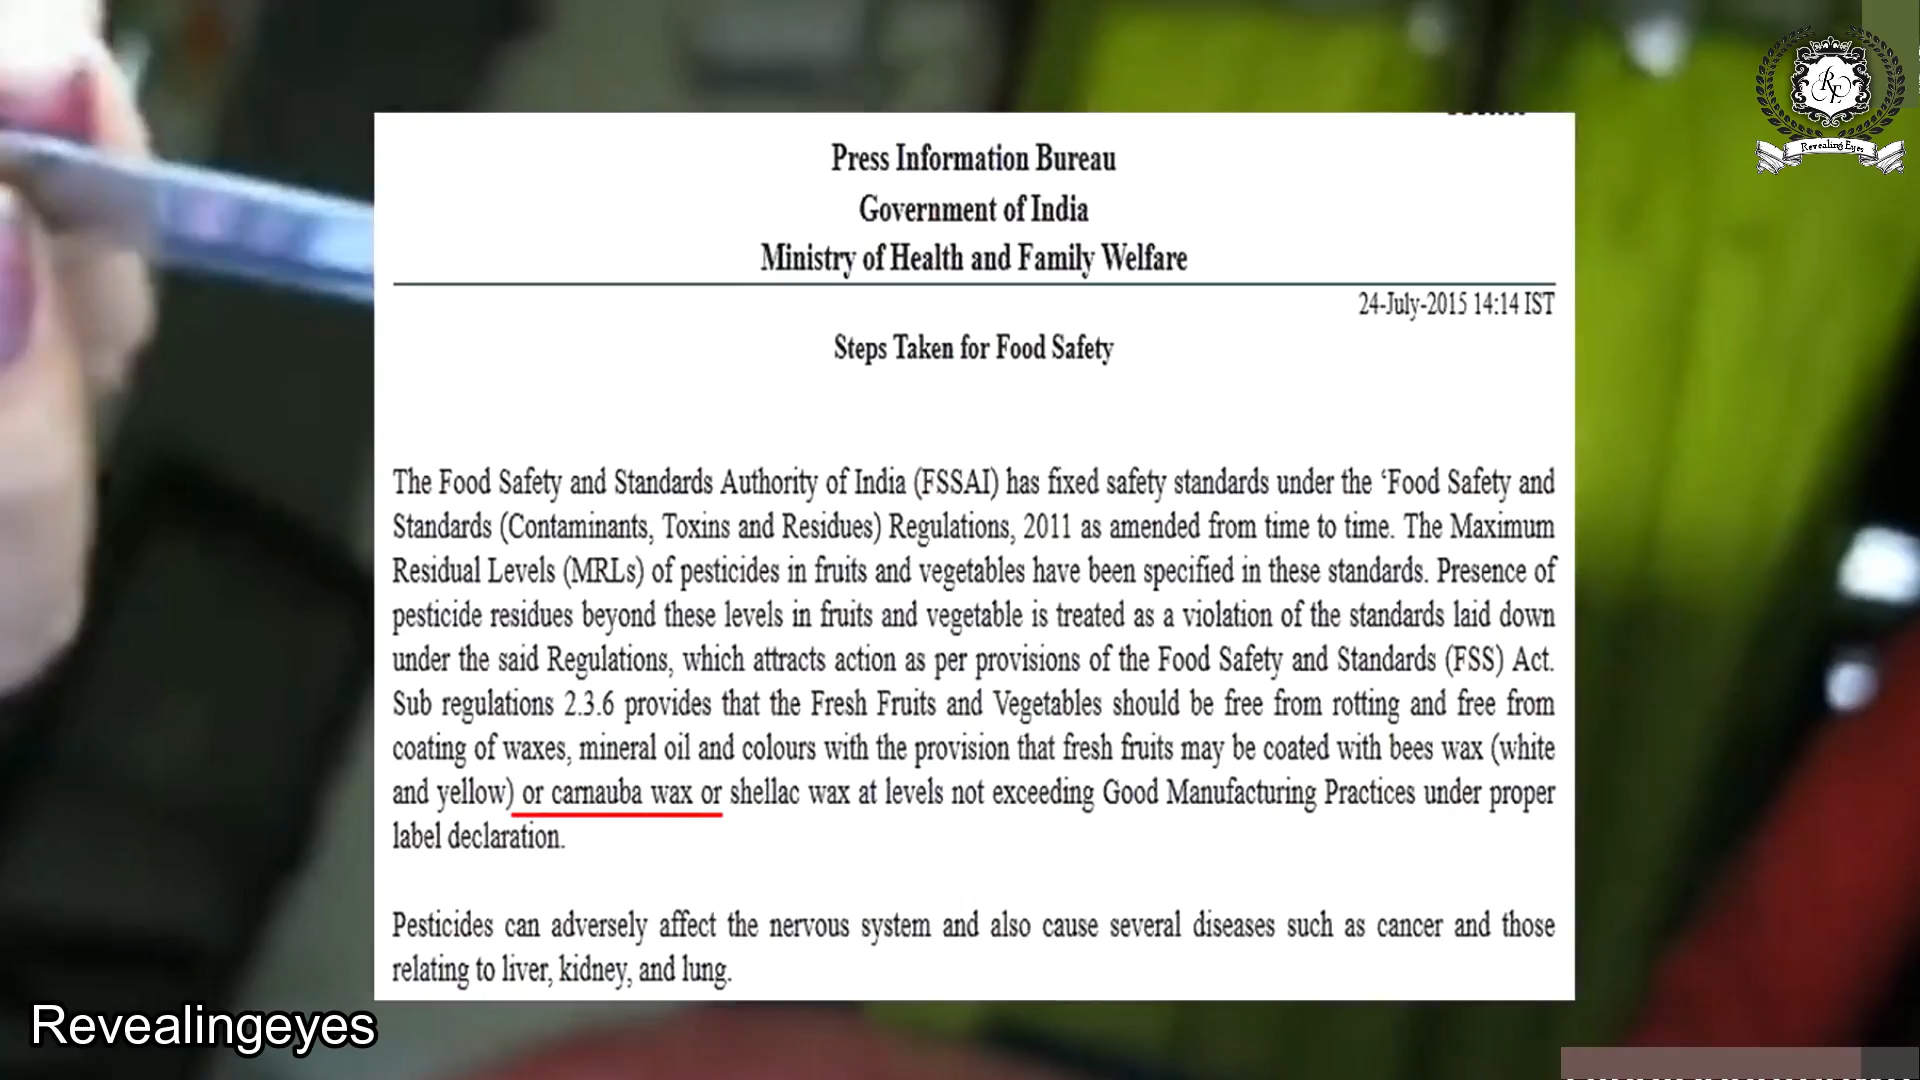 RE
Revealing Eyes
Press Information Bureau
Government of India
Ministry of Health and Family Welfare
24-July-2015 14:14 IST
Steps Taken for Food Safety
The Food Safety and Standards Authority of India (FSSAI) has fixed safety standards under the ‘Food Safety and
Standards (Contaminants, Toxins and Residues) Regulations, 2011 as amended from time to time. The Maximum
Residual Levels (MRLs) of pesticides in fruits and vegetables have been specified in these standards. Presence of
pesticide residues beyond these levels in fruits and vegetable is treated as a violation of the standards laid down
under the said Regulations, which attracts action as per provisions of the Food Safety and Standards (FSS) Act.
Sub regulations 2.3.6 provides that the Fresh Fruits and Vegetables should be free from rotting and free from
coating of waxes, mineral oil and colours with the provision that fresh fruits may be coated with bees wax (white
and yellow) or carnauba wax or shellac wax at levels not exceeding Good Manufacturing Practices under proper
label declaration.
Pesticides can adversely affect the nervous system and also cause several diseases such as cancer and those
relating to liver, kidney, and lung.
Revealingeyes